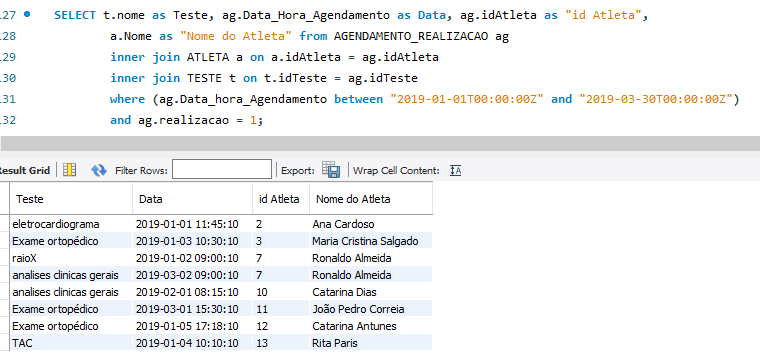 127 SELECT t.nome as Teste, ag.Data_Hora_Agendamento as Data, ag.idAtleta as "id Atleta",
128 a.Nome as "Nome do Atleta" from AGENDAMENTO_REALIZACAO ag
129 inner join ATLETA a on a.idAtleta = ag.idAtleta
130 inner join TESTE t on t.idTeste = ag.idTeste
131 where (ag.Data_hora_Agendamento between "2019-01-01T00:00:00Z" and "2019-03-30T00:00:00Z")
132 and ag.realizacao = 1;
Result Grid Filter Rows: Export: Wrap Cell Content: IA
Teste Data id Atleta Nome do Atleta
eletrocardiograma 2019-01-01 11:45:10 2 Ana Cardoso
Exame ortopédico 2019-01-03 10:30:10 3 Maria Cristina Salgado
raioX 2019-01-02 09:00:10 7 Ronaldo Almeida
analises clinicas gerais 2019-03-02 09:00:10 7 Ronaldo Almeida
analises clinicas gerais 2019-02-01 08:15:10 10 Catarina Dias
Exame ortopédico 2019-03-01 15:30:10 11 João Pedro Correia
Exame ortopédico 2019-01-05 17:18:10 12 Catarina Antunes
TAC 2019-01-04 10:10:10 13 Rita Paris